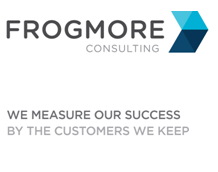 FROGMORE
CONSULTING
WE MEASURE OUR SUCCESS
BY THE CUSTOMERS WE KEEP